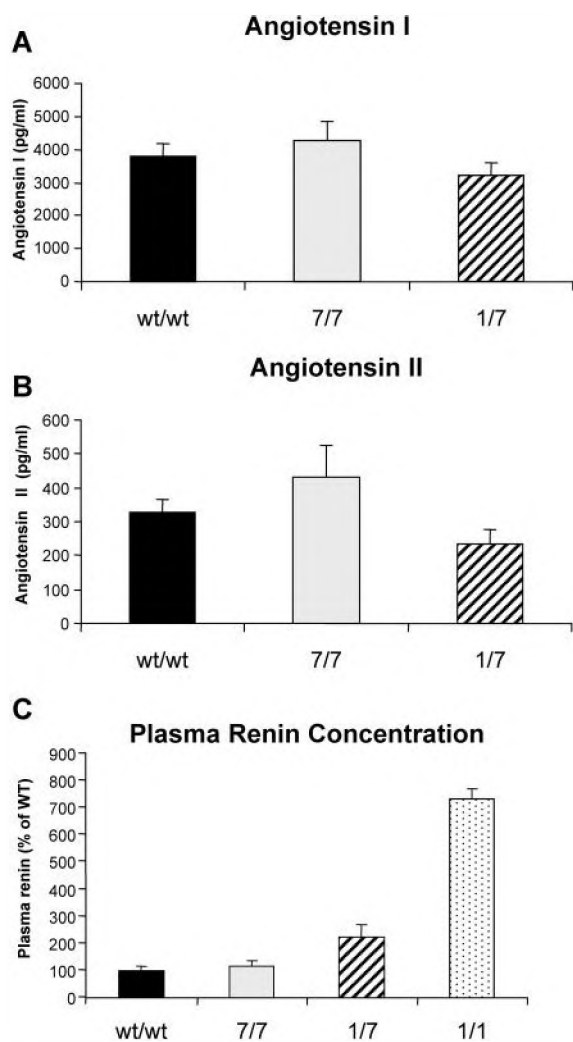 A
Angiotensin I
Angiotensin I (pg/ml)
6000
5000
4000
3000
2000
1000
0
wt/wt 7/7 1/7
Angiotensin II
B
Angiotensin II (pg/ml)
600
500
400
300
200
100
0
wt/wt 7/7 1/7
C
Plasma Renin Concentration
Plasma renin (% of WT)
900
800
700
600
500
400
300
200
100
0
wt/wt 7/7 1/7 1/1